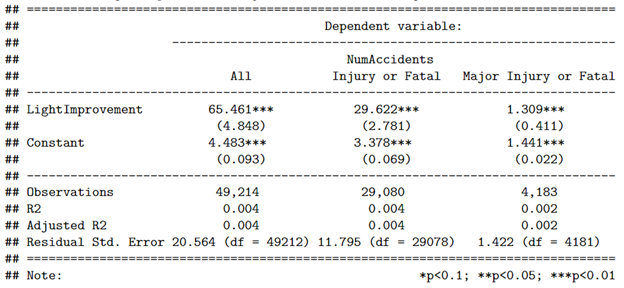 ## ==========================================================================
##                                Dependent variable:
##                   --------------------------------------------------------
##                                   NumAccidents
##                          All         Injury or Fatal  Major Injury or Fatal
## --------------------------------------------------------------------------
## LightImprovement      65.461***         29.622***           1.309***
##                        (4.848)           (2.781)            (0.411)
## Constant               4.483***          3.378***           1.441***
##                        (0.093)           (0.069)            (0.022)
## --------------------------------------------------------------------------
## Observations            49,214            29,080             4,183
## R2                      0.004             0.004              0.002
## Adjusted R2             0.004             0.004              0.002
## Residual Std. Error 20.564 (df = 49212) 11.795 (df = 29078)  1.422 (df = 4181)
## ==========================================================================
## Note:                                           *p<0.1; **p<0.05; ***p<0.01